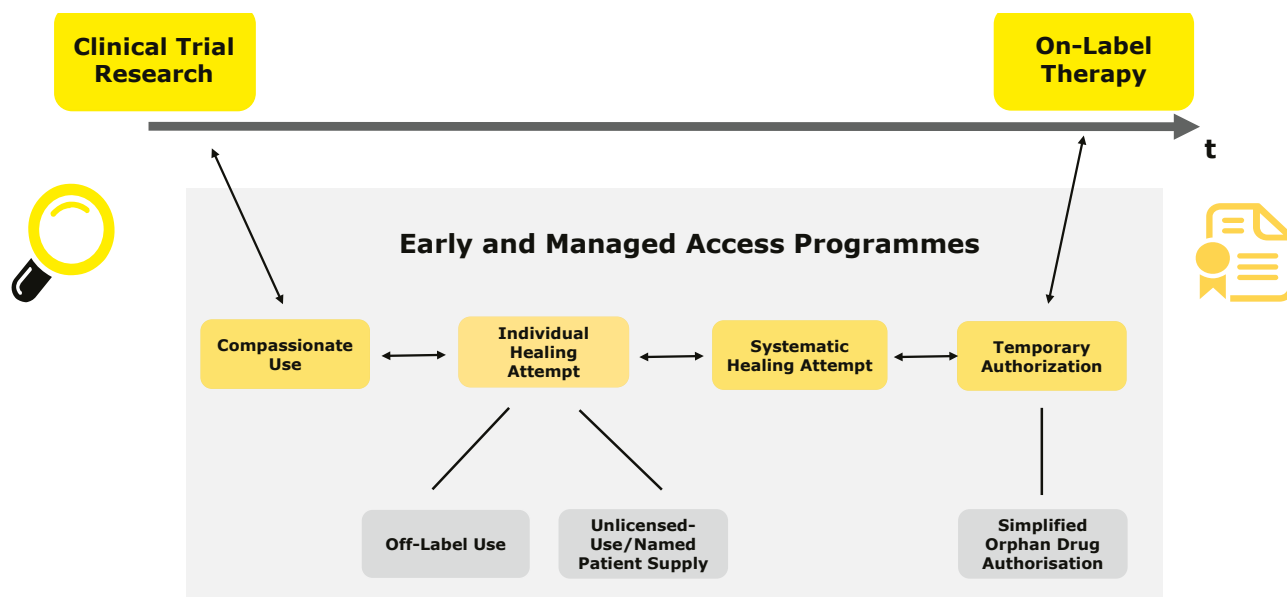 Clinical Trial
Research
On-Label
Therapy
t
Early and Managed Access Programmes
Compassionate
Use
Individual
Healing
Attempt
Systematic
Healing Attempt
Temporary
Authorization
Off-Label Use
Unlicensed-
Use/Named
Patient Supply
Simplified
Orphan Drug
Authorisation